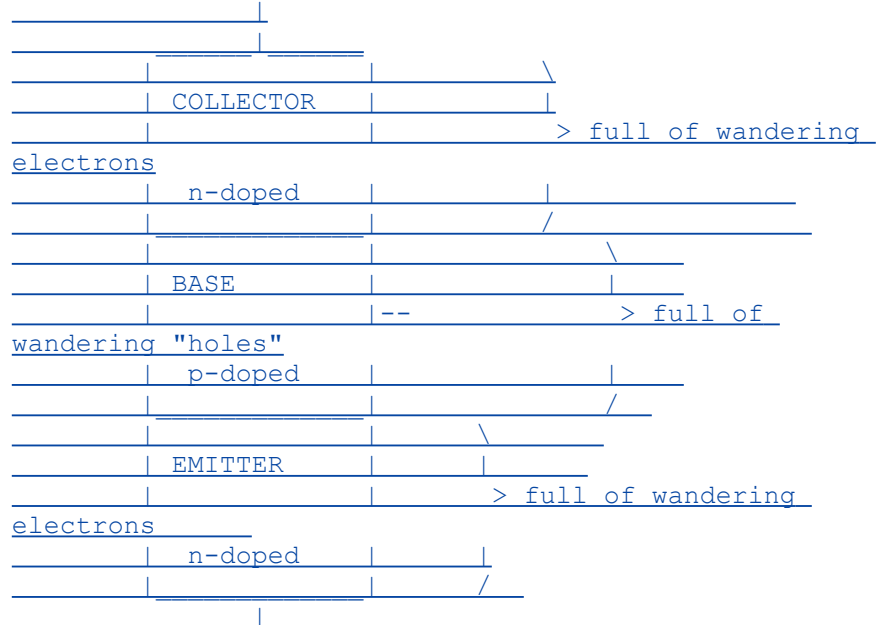 COLLECTOR
> full of wandering
electrons
n-doped
BASE
-- > full of
wandering "holes"
p-doped
EMITTER
> full of wandering
electrons
n-doped